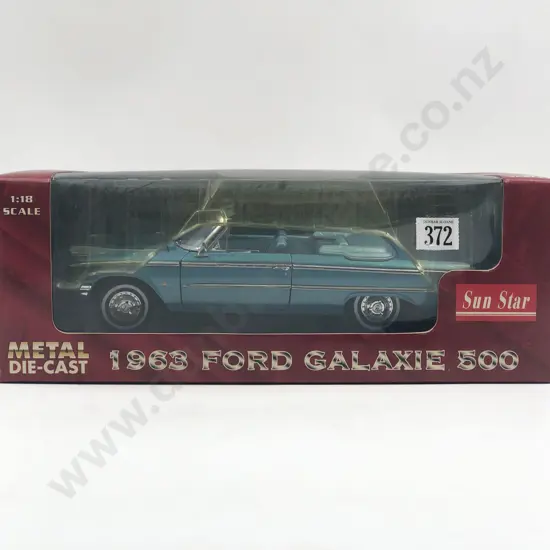 1:18
SCALE
372
Sun Star
METAL
DIE-CAST
1963 FORD GALAXIE 500